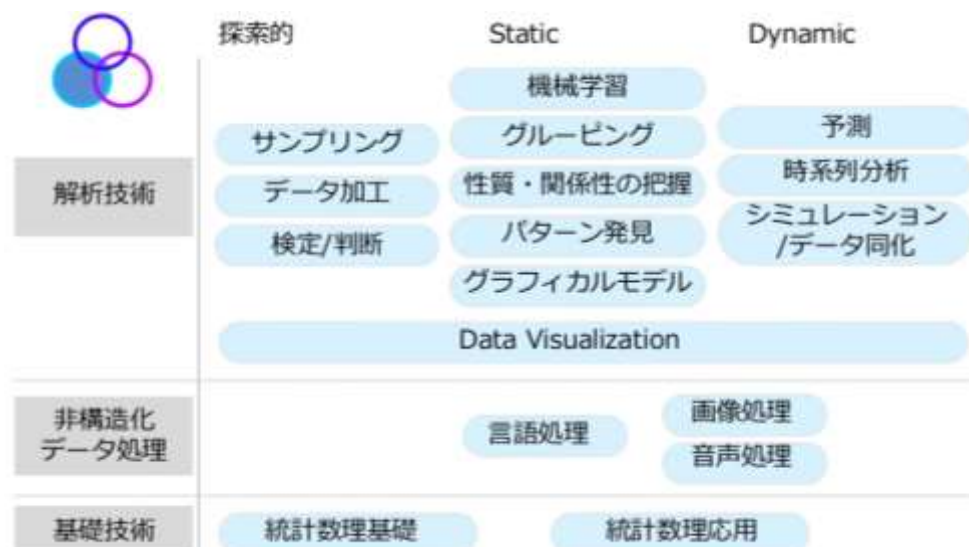 探索的
Static
Dynamic
解析技術
サンプリング
データ加工
検定/判断
機械学習
グルーピング
性質・関係性の把握
パターン発見
グラフィカルモデル
予測
時系列分析
シミュレーション
/データ同化
Data Visualization
非構造化
データ処理
言語処理
画像処理
音声処理
基礎技術
統計数理基礎
統計数理応用